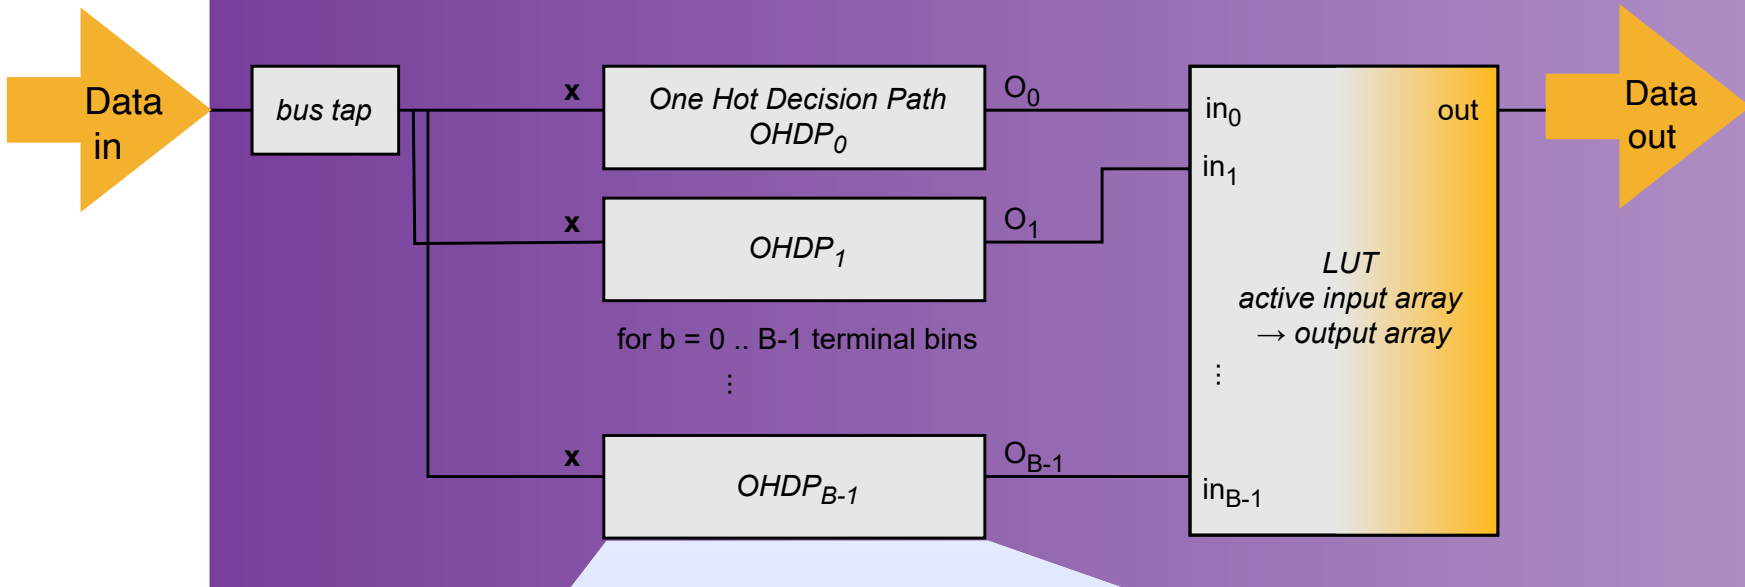 Data
in
bus tap
x
One Hot Decision Path
OHDP0
O0
in0
out
Data
out
in1
x
OHDP1
O1
LUT
active input array
→ output array
for b = 0 .. B-1 terminal bins
⋮
⋮
x
OHDPB-1
OB-1
inB-1